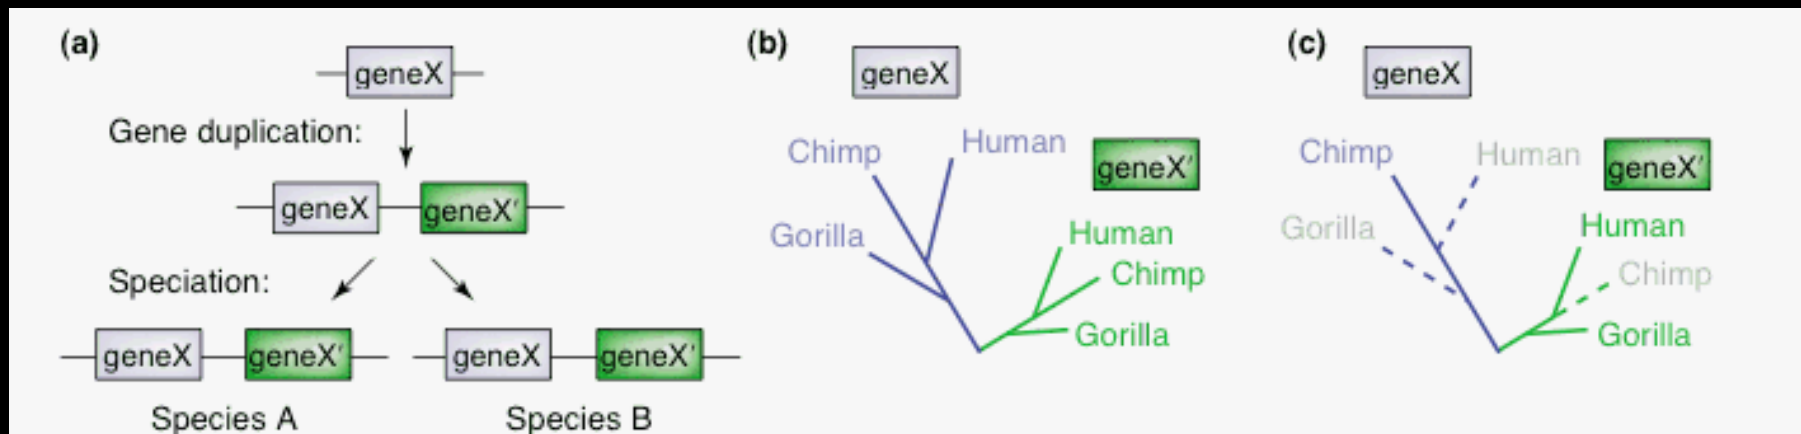 (a)
geneX
Gene duplication:
geneX geneX'
Speciation:
geneX geneX' geneX geneX'
Species A Species B
(b)
geneX
Chimp Human
geneX'
Gorilla Human
Chimp
Gorilla
(c)
geneX
Chimp Human
geneX'
Gorilla Human
Chimp
Gorilla